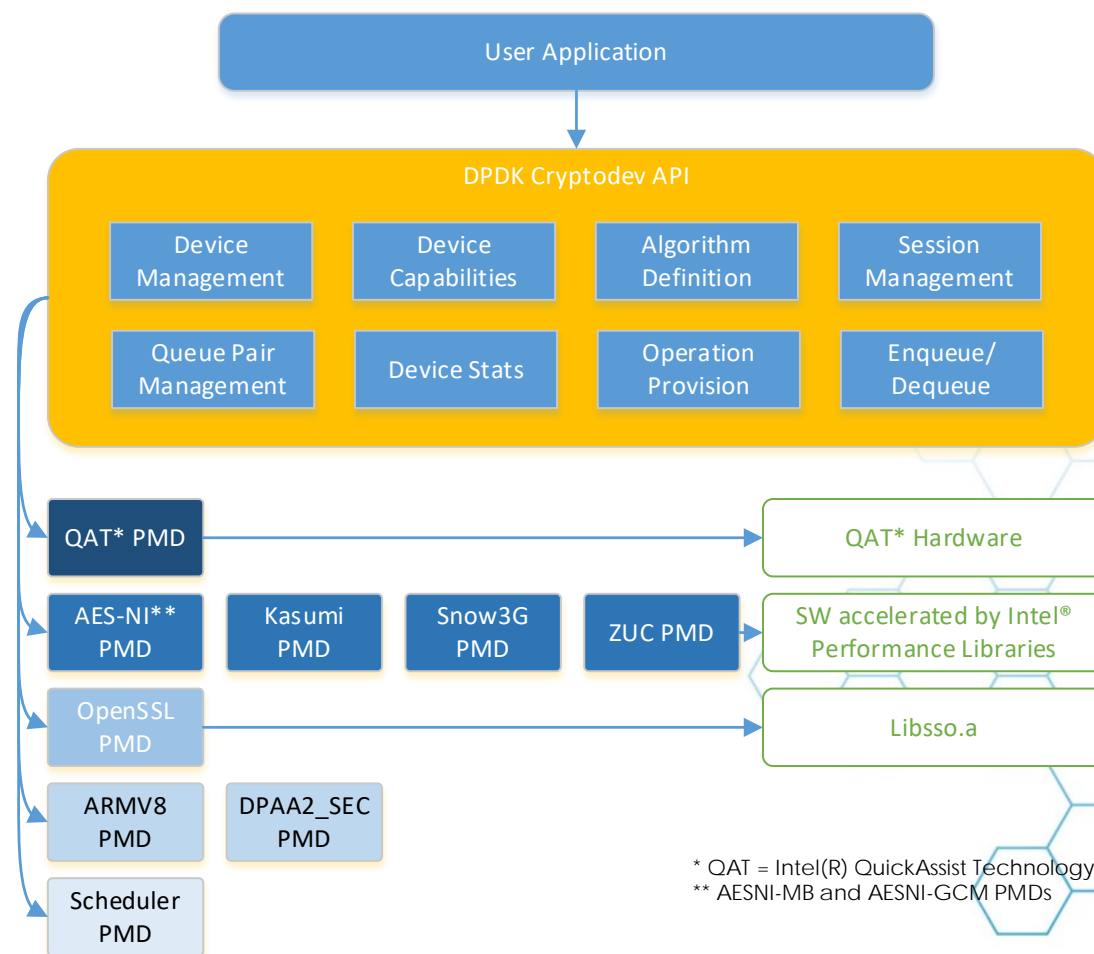 User Application
DPDK Cryptodev API
Device
Management
Device
Capabilities
Algorithm
Definition
Session
Management
Queue Pair
Management
Device Stats
Operation
Provision
Enqueue/
Dequeue
QAT* PMD
QAT* Hardware
AES-NI**
PMD
Kasumi
PMD
Snow3G
PMD
ZUC PMD
SW accelerated by Intel®
Performance Libraries
OpenSSL
PMD
Libsso.a
ARMV8
PMD
DPAA2_SEC
PMD
* QAT = Intel(R) QuickAssist Technology
** AESNI-MB and AESNI-GCM PMDs
Scheduler
PMD